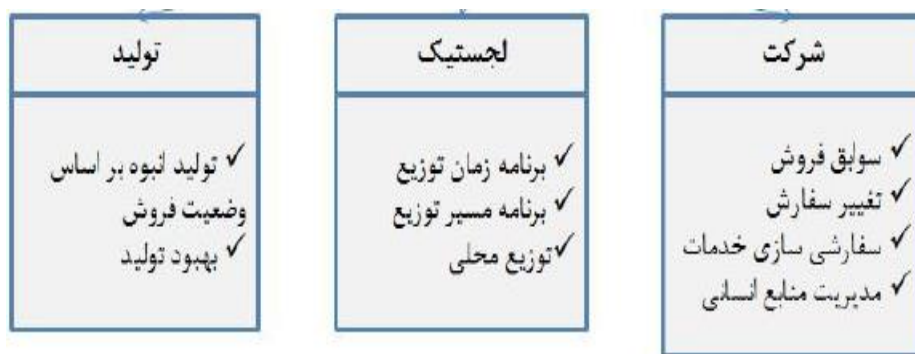 شرکت
✓ سوابق فروش
✓ تغییر سفارش
✓ سفارشی سازی خدمات
✓ مدیریت منابع انسانی
لجستیک
✓ برنامه زمان توزیع
✓ برنامه مسیر توزیع
✓ توزیع محلی
تولید
✓ تولید انبوه بر اساس
وضعیت فروش
✓ بهبود تولید